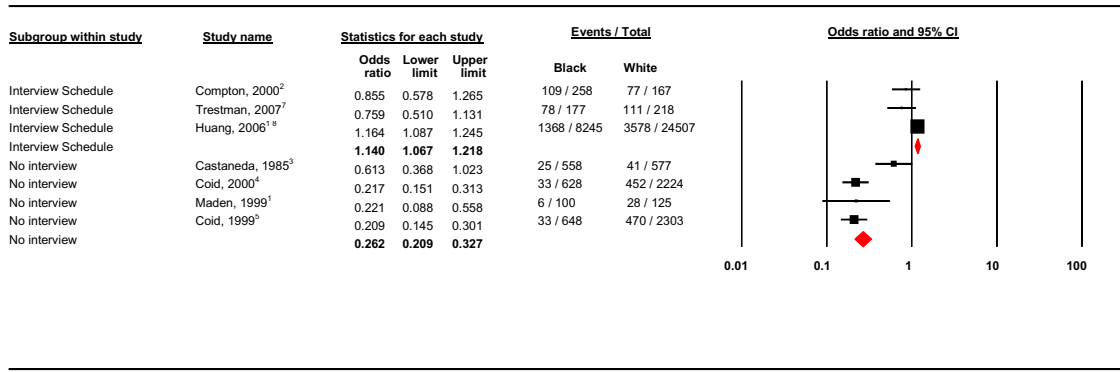 Subgroup within study Study name Statistics for each study Events / Total Odds ratio and 95% CI
Odds ratio Lower limit Upper limit Black White
Interview Schedule Compton, 2000² 0.855 0.578 1.265 109 / 258 77 / 167
Interview Schedule Trestman, 2007⁷ 0.759 0.510 1.131 78 / 177 111 / 218
Interview Schedule Huang, 2006¹ ⁸ 1.164 1.087 1.245 1368 / 8245 3578 / 24507
Interview Schedule 1.140 1.067 1.218
No interview Castaneda, 1985³ 0.613 0.368 1.023 25 / 558 41 / 577
No interview Coid, 2000⁴ 0.217 0.151 0.313 33 / 628 452 / 2224
No interview Maden, 1999¹ 0.221 0.088 0.558 6 / 100 28 / 125
No interview Coid, 1999⁵ 0.209 0.145 0.301 33 / 648 470 / 2303
No interview 0.262 0.209 0.327
0.01 0.1 1 10 100